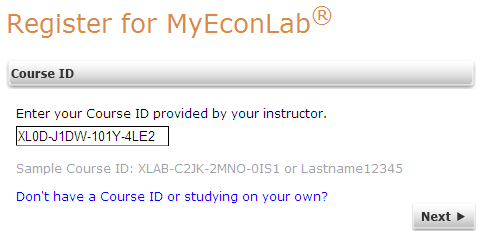 Register for MyEconLab®
Course ID
Enter your Course ID provided by your instructor.
XL0D-J1DW-101Y-4LE2
Sample Course ID: XLAB-C2JK-2MNO-0IS1 or Lastname12345
Don't have a Course ID or studying on your own?
Next